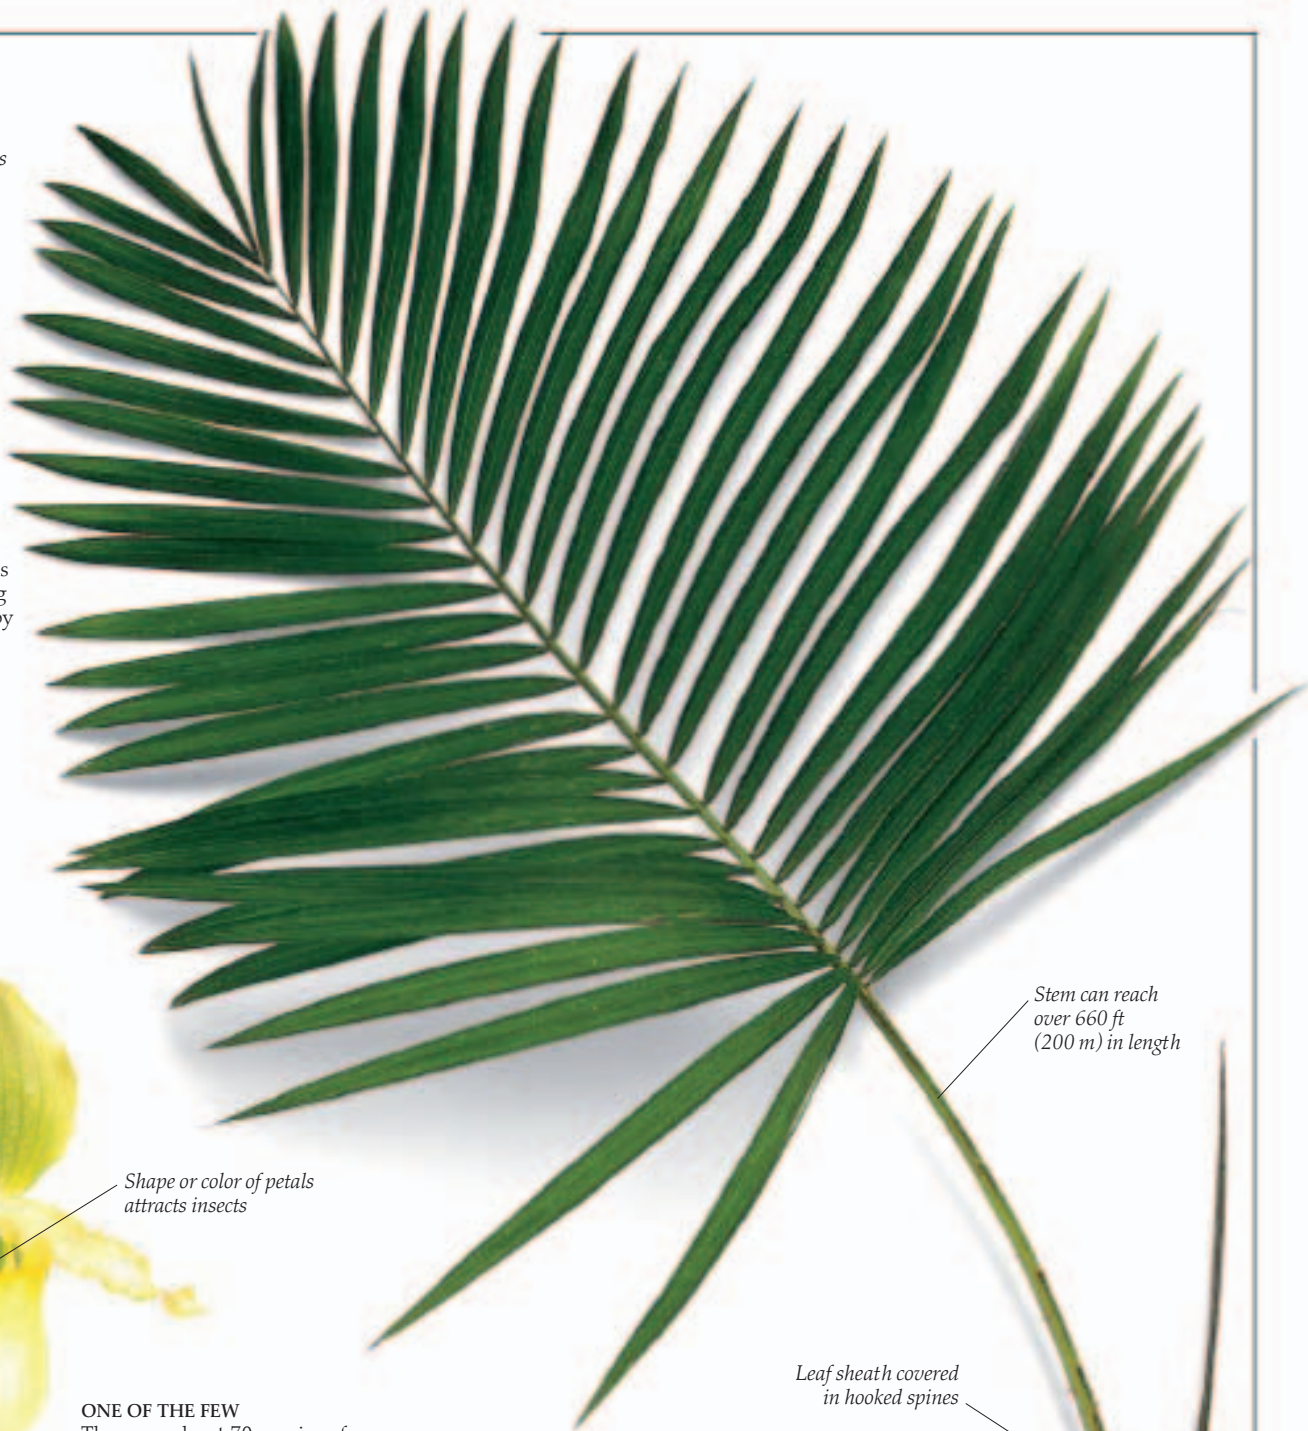 s
s
g
by
Stem can reach
over 660 ft
(200 m) in length
Shape or color of petals
attracts insects
Leaf sheath covered
in hooked spines
ONE OF THE FEW